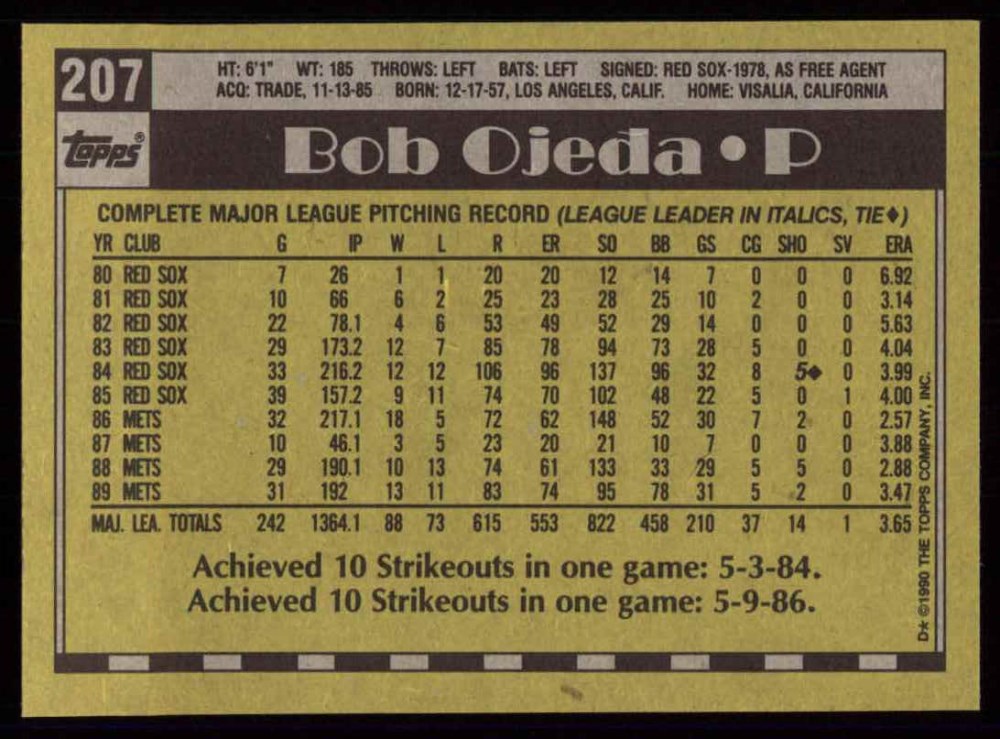 207
HT: 6'1" WT: 185 THROWS: LEFT BATS: LEFT SIGNED: RED SOX-1978, AS FREE AGENT
ACQ: TRADE, 11-13-85 BORN: 12-17-57, LOS ANGELES, CALIF. HOME: VISALIA, CALIFORNIA
Topps®
Bob Ojeda • P
COMPLETE MAJOR LEAGUE PITCHING RECORD (LEAGUE LEADER IN ITALICS, TIE♦)
YR CLUB G IP W L R ER SO BB GS CG SHO SV ERA
80 RED SOX 7 26 1 1 20 20 12 14 7 0 0 0 6.92
81 RED SOX 10 66 6 2 25 23 28 25 10 2 0 0 3.14
82 RED SOX 22 78.1 4 6 53 49 52 29 14 0 0 0 5.63
83 RED SOX 29 173.2 12 7 85 78 94 73 28 5 0 0 4.04
84 RED SOX 33 216.2 12 12 106 96 137 96 32 8 5♦ 0 3.99
85 RED SOX 39 157.2 9 11 74 70 102 48 22 5 0 1 4.00
86 METS 32 217.1 18 5 72 62 148 52 30 7 2 0 2.57
87 METS 10 46.1 3 5 23 20 21 10 7 0 0 0 3.88
88 METS 29 190.1 10 13 74 61 133 33 29 5 5 0 2.88
89 METS 31 192 13 11 83 74 95 78 31 5 2 0 3.47
MAJ. LEA. TOTALS 242 1364.1 88 73 615 553 822 458 210 37 14 1 3.65
Achieved 10 Strikeouts in one game: 5-3-84.
Achieved 10 Strikeouts in one game: 5-9-86.
D* ©1990 THE TOPPS COMPANY, INC.